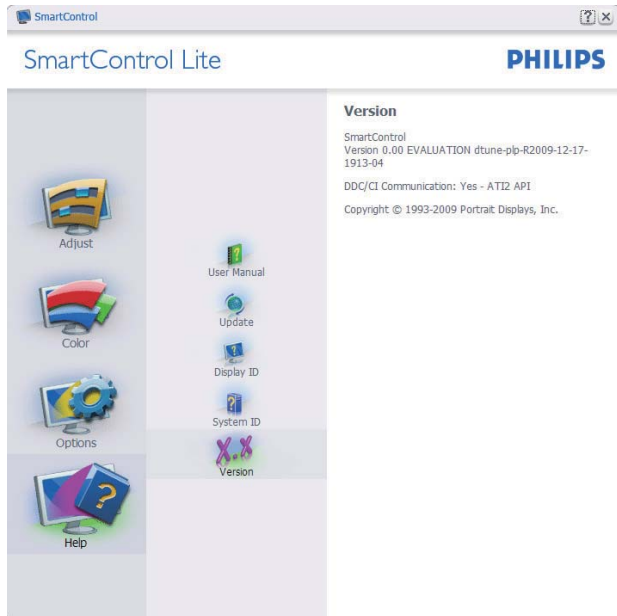 SmartControl
SmartControl Lite
PHILIPS
Adjust
Color
Options
Help
User Manual
Update
Display ID
System ID
X.X
Version
Version
SmartControl
Version 0.00 EVALUATION dtune-plp-R2009-12-17-
1913-04
DDC/CI Communication: Yes - ATI2 API
Copyright © 1993-2009 Portrait Displays, Inc.